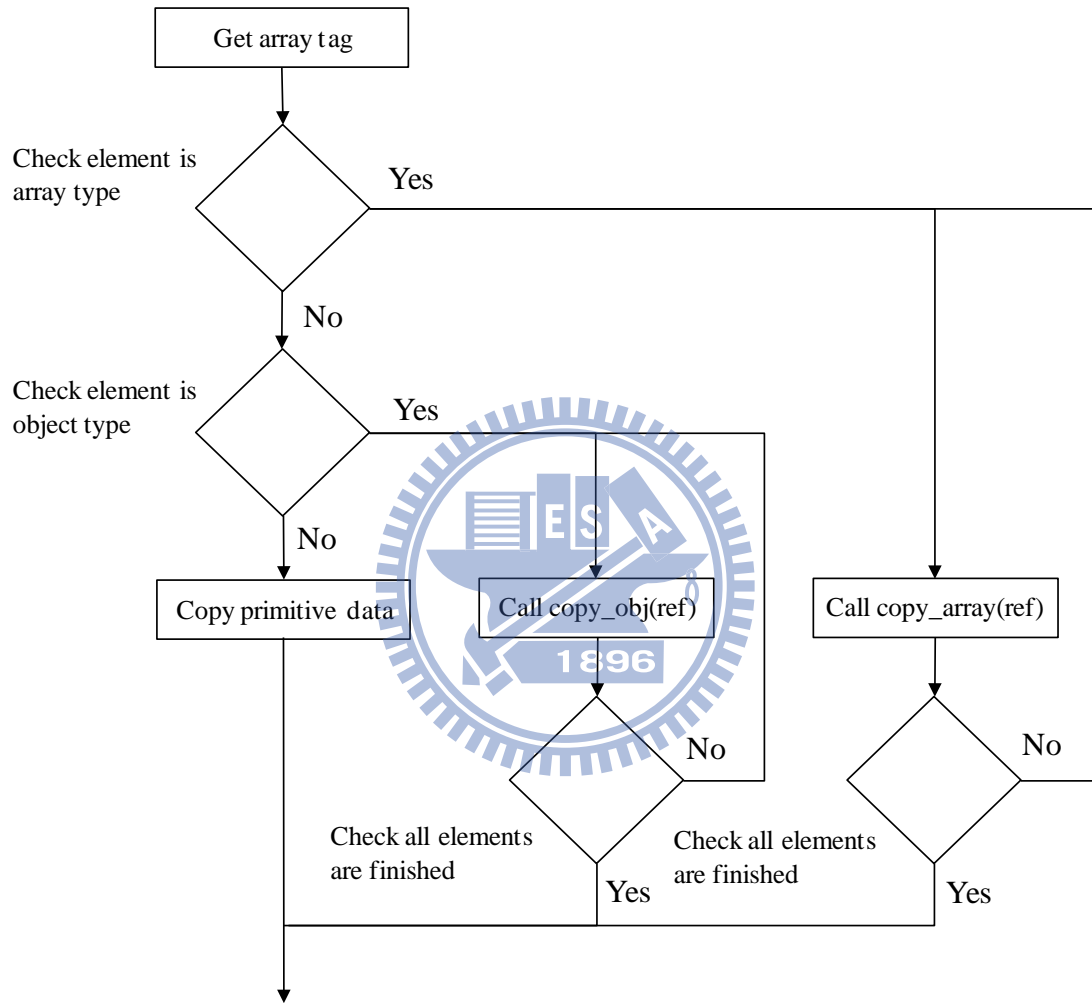 Get array tag
Check element is
array type
Yes
No
Check element is
object type
Yes
No
E S A
Copy primitive data
Call copy_obj(ref)
Call copy_array(ref)
1896
No
No
Check all elements
are finished
Check all elements
are finished
Yes
Yes